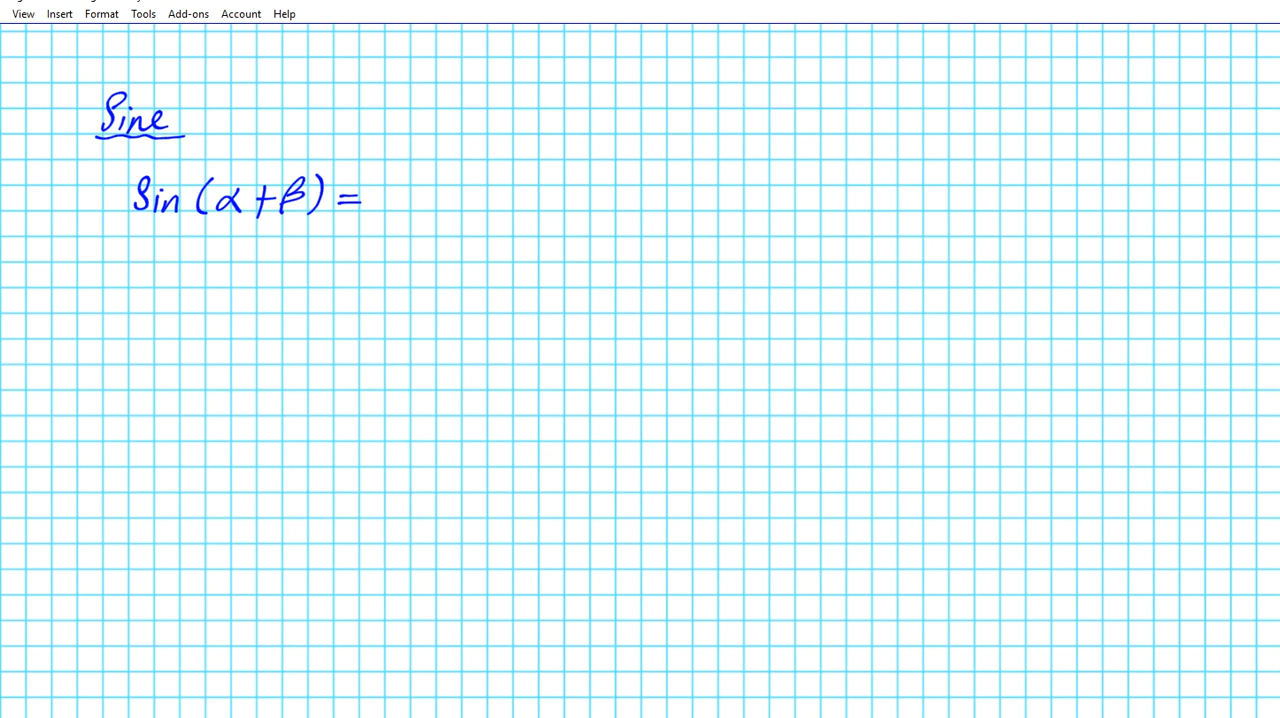 View Insert Format Tools Add-ons Account Help
Sine
Sin (α+β) =